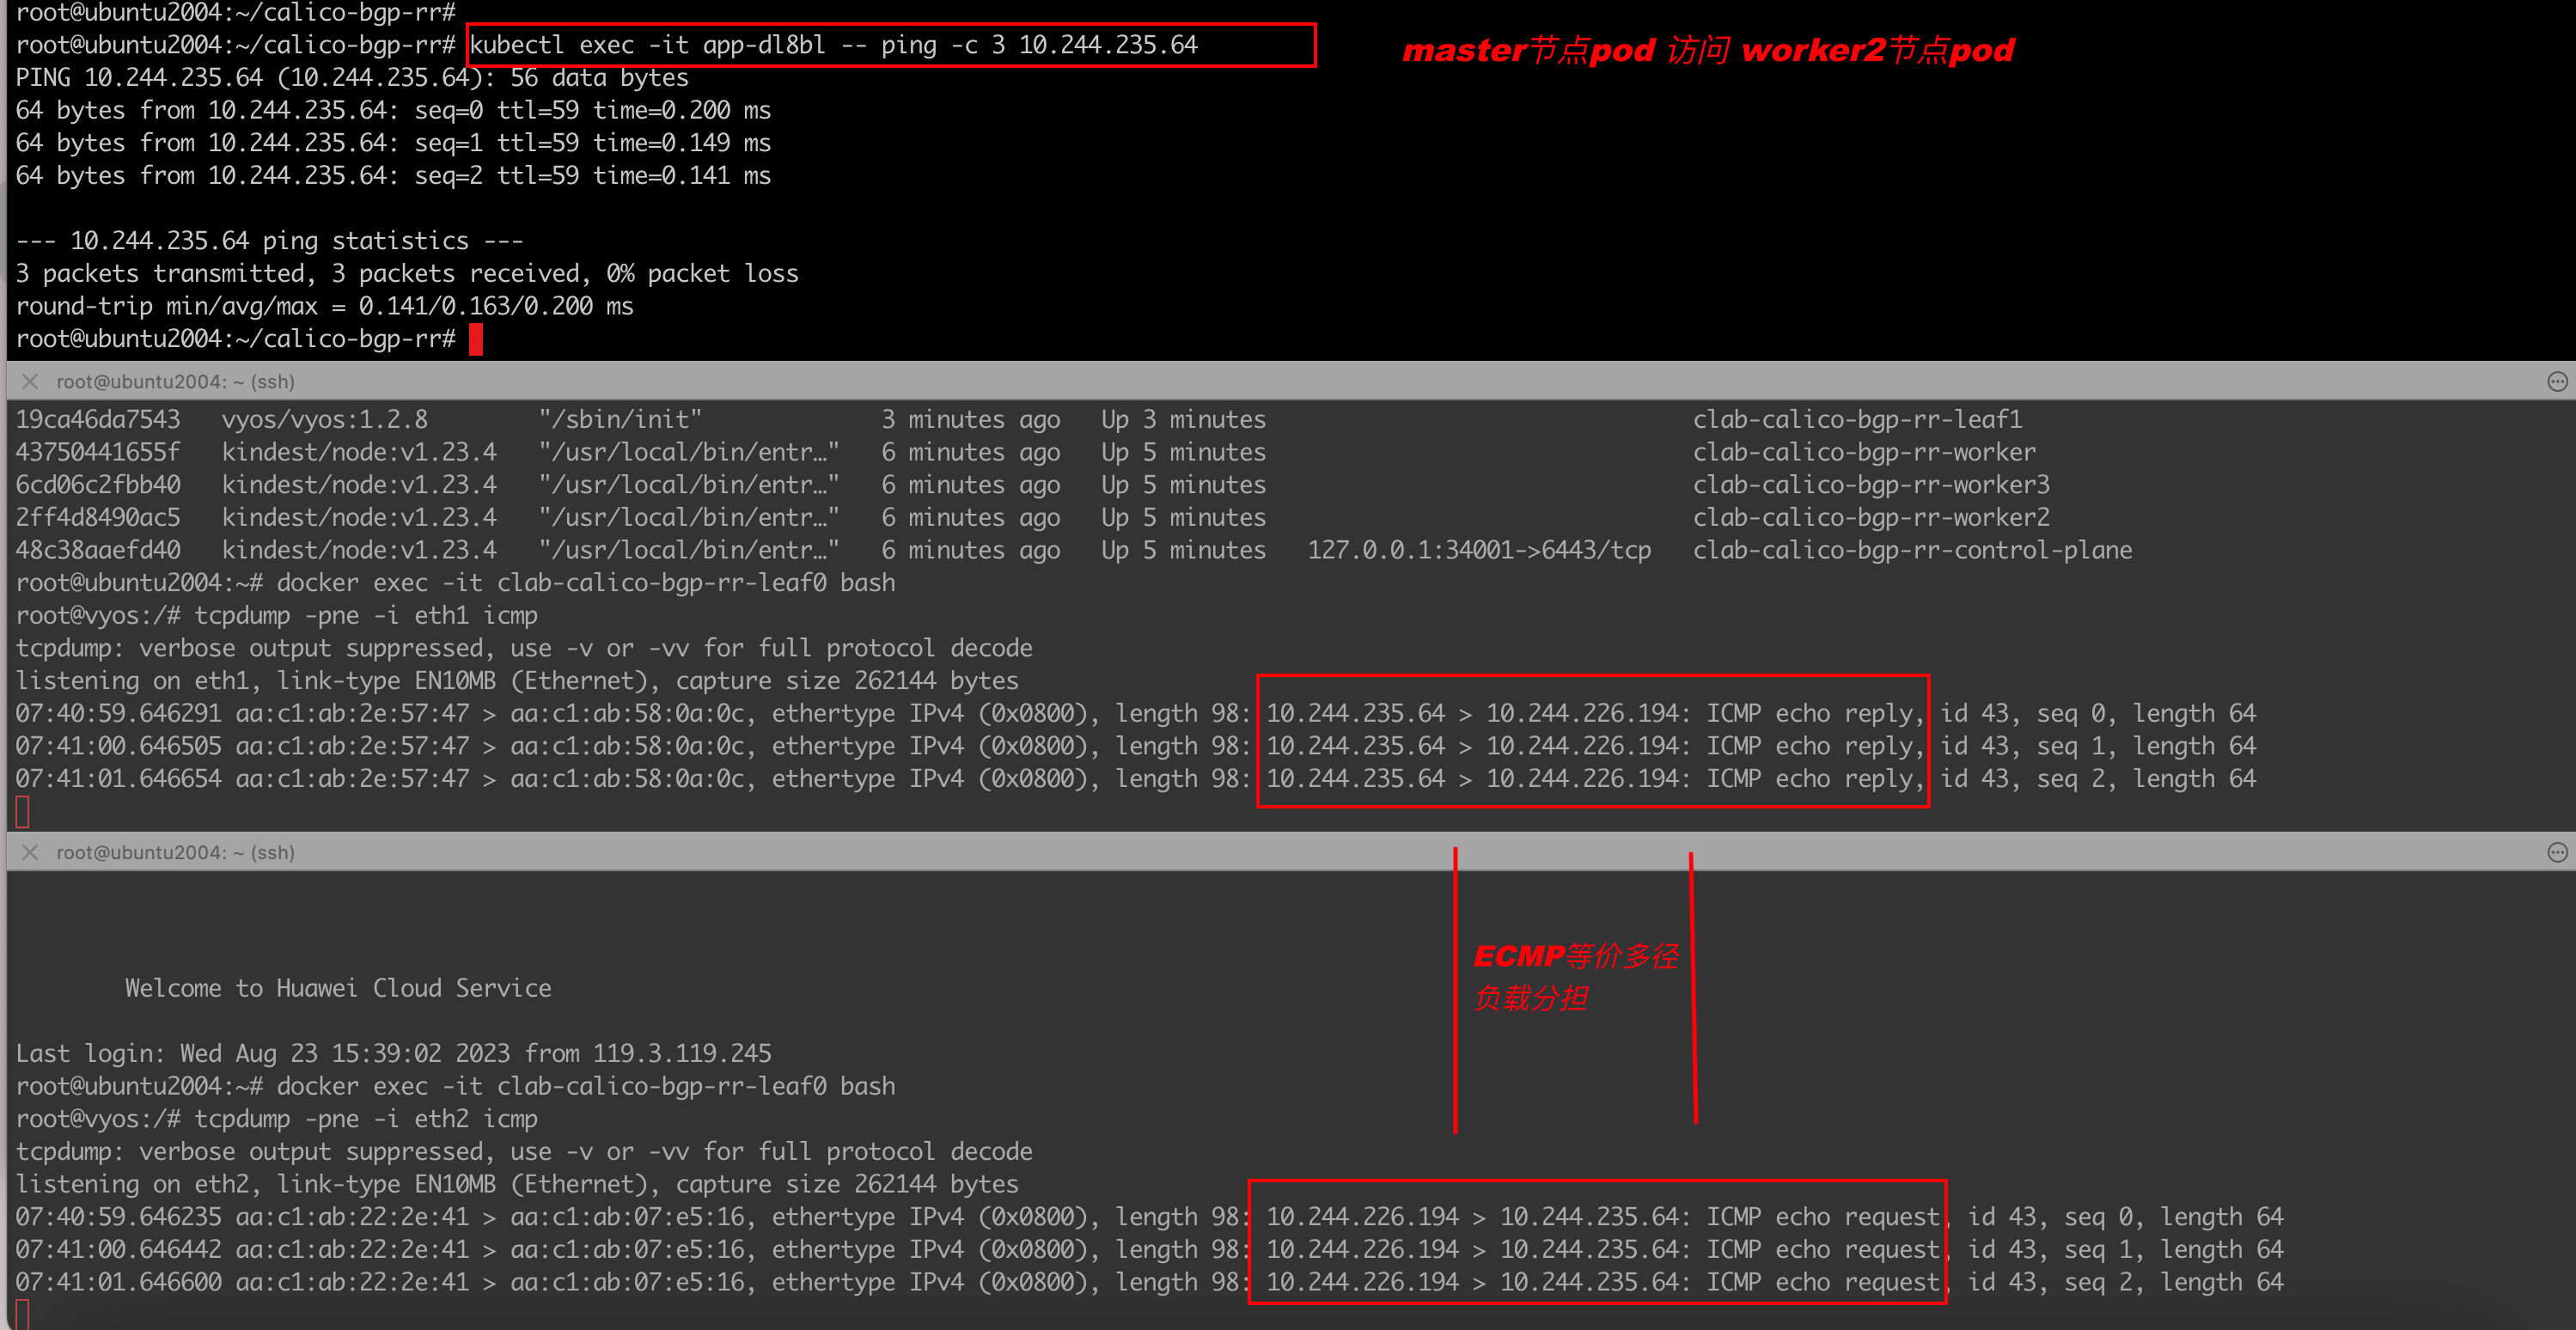 root@ubuntu2004:~/calico-bgp-rr#
root@ubuntu2004:~/calico-bgp-rr# kubectl exec -it app-dl8bl -- ping -c 3 10.244.235.64
master节点pod 访问 worker2节点pod
PING 10.244.235.64 (10.244.235.64): 56 data bytes
64 bytes from 10.244.235.64: seq=0 ttl=59 time=0.200 ms
64 bytes from 10.244.235.64: seq=1 ttl=59 time=0.149 ms
64 bytes from 10.244.235.64: seq=2 ttl=59 time=0.141 ms
--- 10.244.235.64 ping statistics ---
3 packets transmitted, 3 packets received, 0% packet loss
round-trip min/avg/max = 0.141/0.163/0.200 ms
root@ubuntu2004:~/calico-bgp-rr#
root@ubuntu2004: ~ (ssh)
19ca46da7543 vyos/vyos:1.2.8 "/sbin/init" 3 minutes ago Up 3 minutes clab-calico-bgp-rr-leaf1
43750441655f kindest/node:v1.23.4 "/usr/local/bin/entr…" 6 minutes ago Up 5 minutes clab-calico-bgp-rr-worker
6cd06c2fbb40 kindest/node:v1.23.4 "/usr/local/bin/entr…" 6 minutes ago Up 5 minutes clab-calico-bgp-rr-worker3
2ff4d8490ac5 kindest/node:v1.23.4 "/usr/local/bin/entr…" 6 minutes ago Up 5 minutes clab-calico-bgp-rr-worker2
48c38aaefd40 kindest/node:v1.23.4 "/usr/local/bin/entr…" 6 minutes ago Up 5 minutes 127.0.0.1:34001->6443/tcp clab-calico-bgp-rr-control-plane
root@ubuntu2004:~# docker exec -it clab-calico-bgp-rr-leaf0 bash
root@vyos:/# tcpdump -pne -i eth1 icmp
tcpdump: verbose output suppressed, use -v or -vv for full protocol decode
listening on eth1, link-type EN10MB (Ethernet), capture size 262144 bytes
07:40:59.646291 aa:c1:ab:2e:57:47 > aa:c1:ab:58:0a:0c, ethertype IPv4 (0x0800), length 98: 10.244.235.64 > 10.244.226.194: ICMP echo reply, id 43, seq 0, length 64
07:41:00.646505 aa:c1:ab:2e:57:47 > aa:c1:ab:58:0a:0c, ethertype IPv4 (0x0800), length 98: 10.244.235.64 > 10.244.226.194: ICMP echo reply, id 43, seq 1, length 64
07:41:01.646654 aa:c1:ab:2e:57:47 > aa:c1:ab:58:0a:0c, ethertype IPv4 (0x0800), length 98: 10.244.235.64 > 10.244.226.194: ICMP echo reply, id 43, seq 2, length 64
root@ubuntu2004: ~ (ssh)
ECMP等价多径
负载分担
Welcome to Huawei Cloud Service
Last login: Wed Aug 23 15:39:02 2023 from 119.3.119.245
root@ubuntu2004:~# docker exec -it clab-calico-bgp-rr-leaf0 bash
root@vyos:/# tcpdump -pne -i eth2 icmp
tcpdump: verbose output suppressed, use -v or -vv for full protocol decode
listening on eth2, link-type EN10MB (Ethernet), capture size 262144 bytes
07:40:59.646235 aa:c1:ab:22:2e:41 > aa:c1:ab:07:e5:16, ethertype IPv4 (0x0800), length 98: 10.244.226.194 > 10.244.235.64: ICMP echo request, id 43, seq 0, length 64
07:41:00.646442 aa:c1:ab:22:2e:41 > aa:c1:ab:07:e5:16, ethertype IPv4 (0x0800), length 98: 10.244.226.194 > 10.244.235.64: ICMP echo request, id 43, seq 1, length 64
07:41:01.646600 aa:c1:ab:22:2e:41 > aa:c1:ab:07:e5:16, ethertype IPv4 (0x0800), length 98: 10.244.226.194 > 10.244.235.64: ICMP echo request, id 43, seq 2, length 64